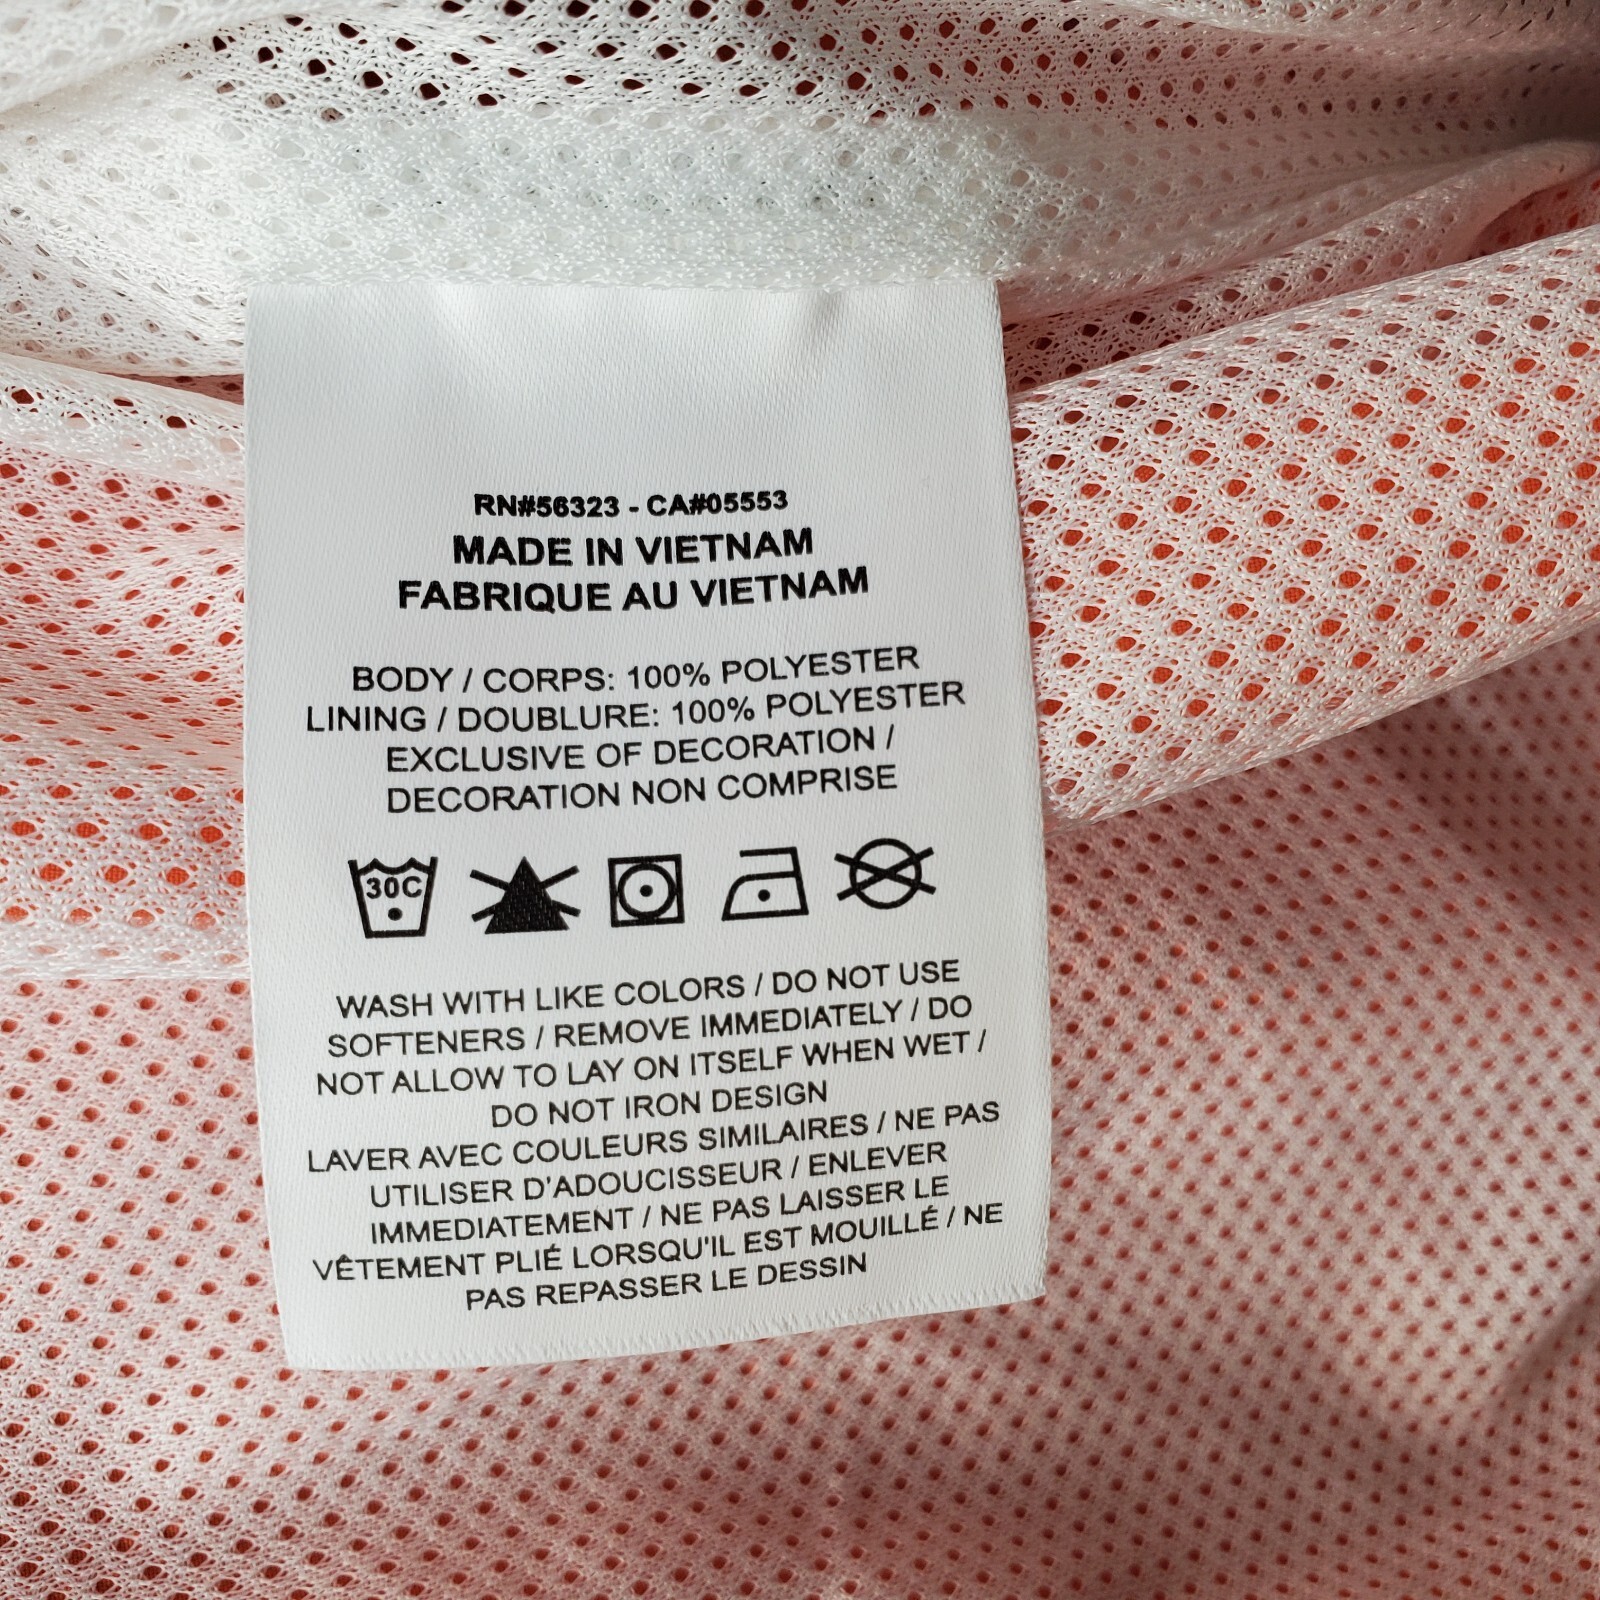 RN#56323 - CA#05553
MADE IN VIETNAM
FABRIQUE AU VIETNAM
BODY / CORPS: 100% POLYESTER
LINING / DOUBLURE: 100% POLYESTER
EXCLUSIVE OF DECORATION /
DECORATION NON COMPRISE
30C
WASH WITH LIKE COLORS / DO NOT USE
SOFTENERS / REMOVE IMMEDIATELY / DO
NOT ALLOW TO LAY ON ITSELF WHEN WET /
DO NOT IRON DESIGN
LAVER AVEC COULEURS SIMILAIRES / NE PAS
UTILISER D'ADOUCISSEUR / ENLEVER
IMMEDIATEMENT / NE PAS LAISSER LE
VÊTEMENT PLIÉ LORSQU'IL EST MOUILLÉ / NE
PAS REPASSER LE DESSIN